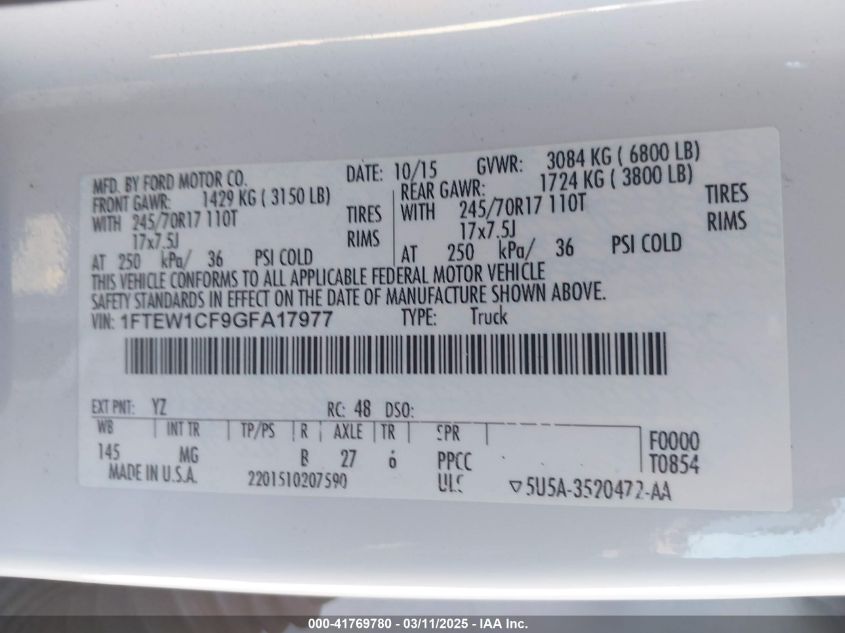 MFD. BY FORD MOTOR CO. DATE: 10/15 GVWR: 3084 KG ( 6800 LB)
FRONT GAWR: 1429 KG ( 3150 LB) REAR GAWR: 1724 KG ( 3800 LB)
WITH 245/70R17 110T TIRES WITH 245/70R17 110T TIRES
17x7.5J RIMS 17x7.5J RIMS
AT 250 kPa/ 36 PSI COLD AT 250 kPa/ 36 PSI COLD
THIS VEHICLE CONFORMS TO ALL APPLICABLE FEDERAL MOTOR VEHICLE
SAFETY STANDARDS IN EFFECT ON THE DATE OF MANUFACTURE SHOWN ABOVE.
VIN: 1FTEW1CF9GFA17977 TYPE: Truck
EXT PNT: YZ RC: 48 DSO:
WB INT TR TP/PS R AXLE TR SPR F0000
145 MG B 27 6 PPCC T0854
MADE IN U.S.A. 2201510207590 ULC ▽5U5A-3520472-AA
000-41769780 - 03/11/2025 - IAA Inc.